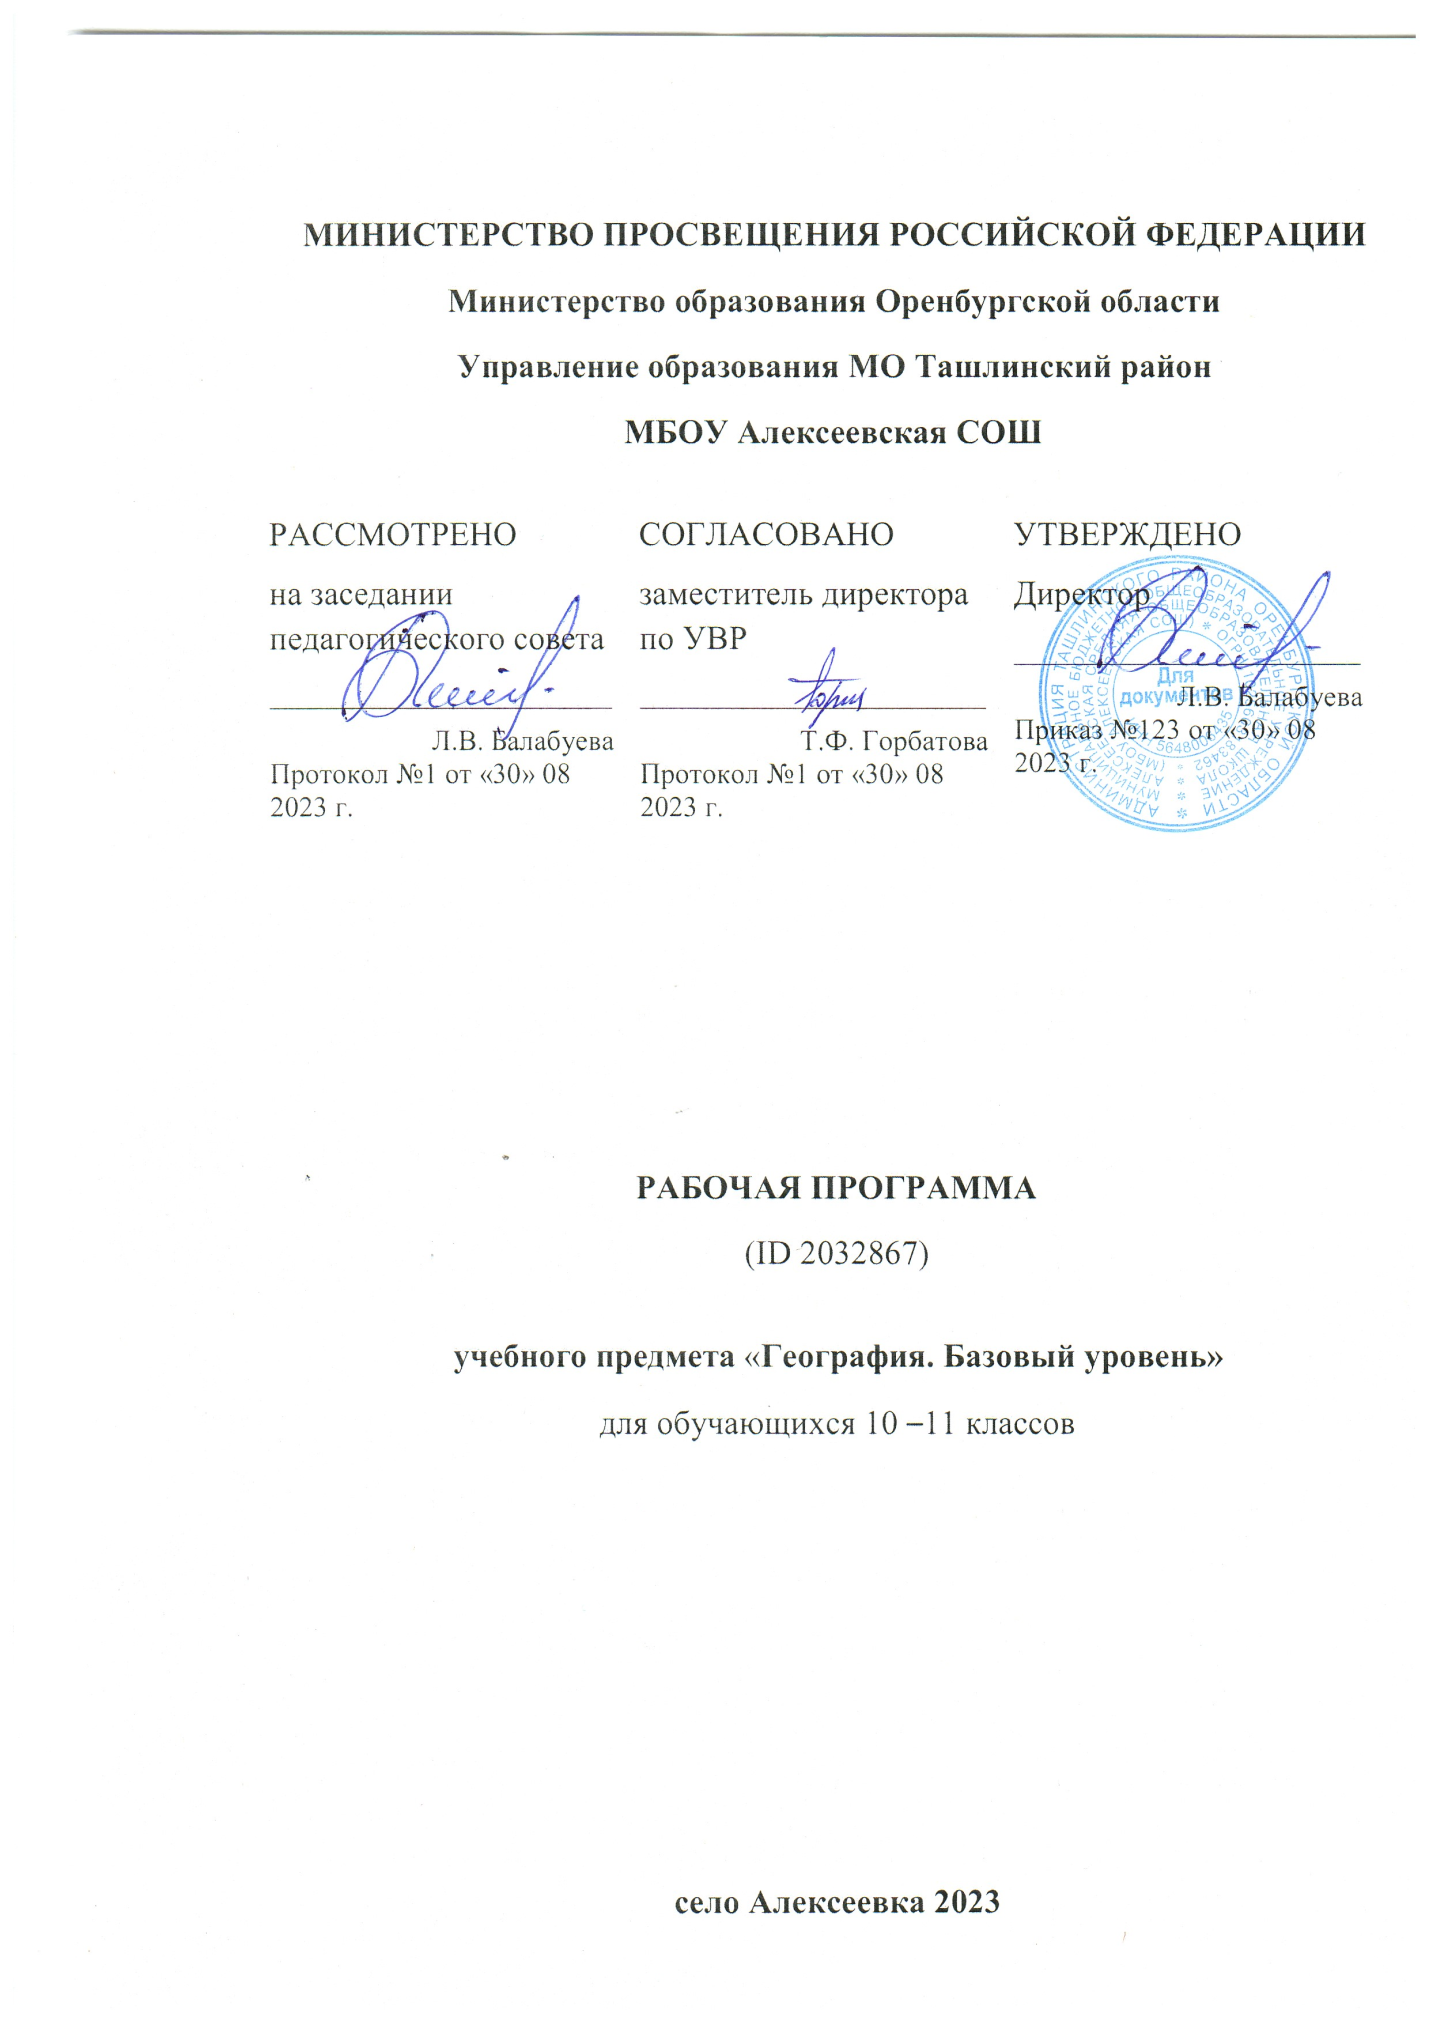 МИНИСТЕРСТВО ПРОСВЕЩЕНИЯ РОССИЙСКОЙ ФЕДЕРАЦИИ
Министерство образования Оренбургской области
Управление образования МО Ташлинский район
МБОУ Алексеевская СОШ
РАССМОТРЕНО
на заседании
педагогического совета
Л.В. Балабуева
Протокол №1 от «30» 08
2023 г.
СОГЛАСОВАНО
заместитель директора
по УВР
Т.Ф. Горбатова
Протокол №1 от «30» 08
2023 г.
УТВЕРЖДЕНО
Директор
Л.В. Балабуева
Приказ №123 от «30» 08
2023 г.
Для
документов
РАБОЧАЯ ПРОГРАММА
(ID 2032867)
учебного предмета «География. Базовый уровень»
для обучающихся 10 –11 классов
село Алексеевка 2023